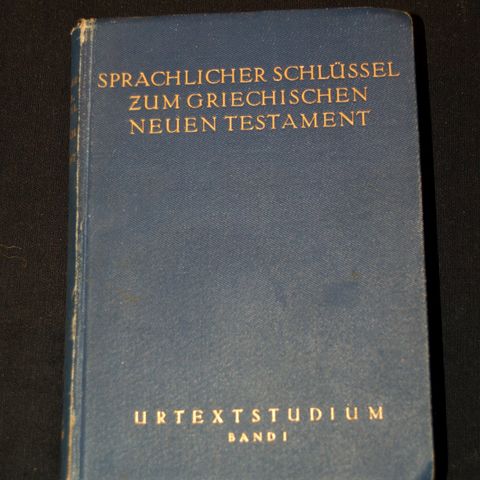 SPRACHLICHER SCHLÜSSEL
ZUM GRIECHISCHEN
NEUEN TESTAMENT
URTEXTSTUDIUM
BAND I